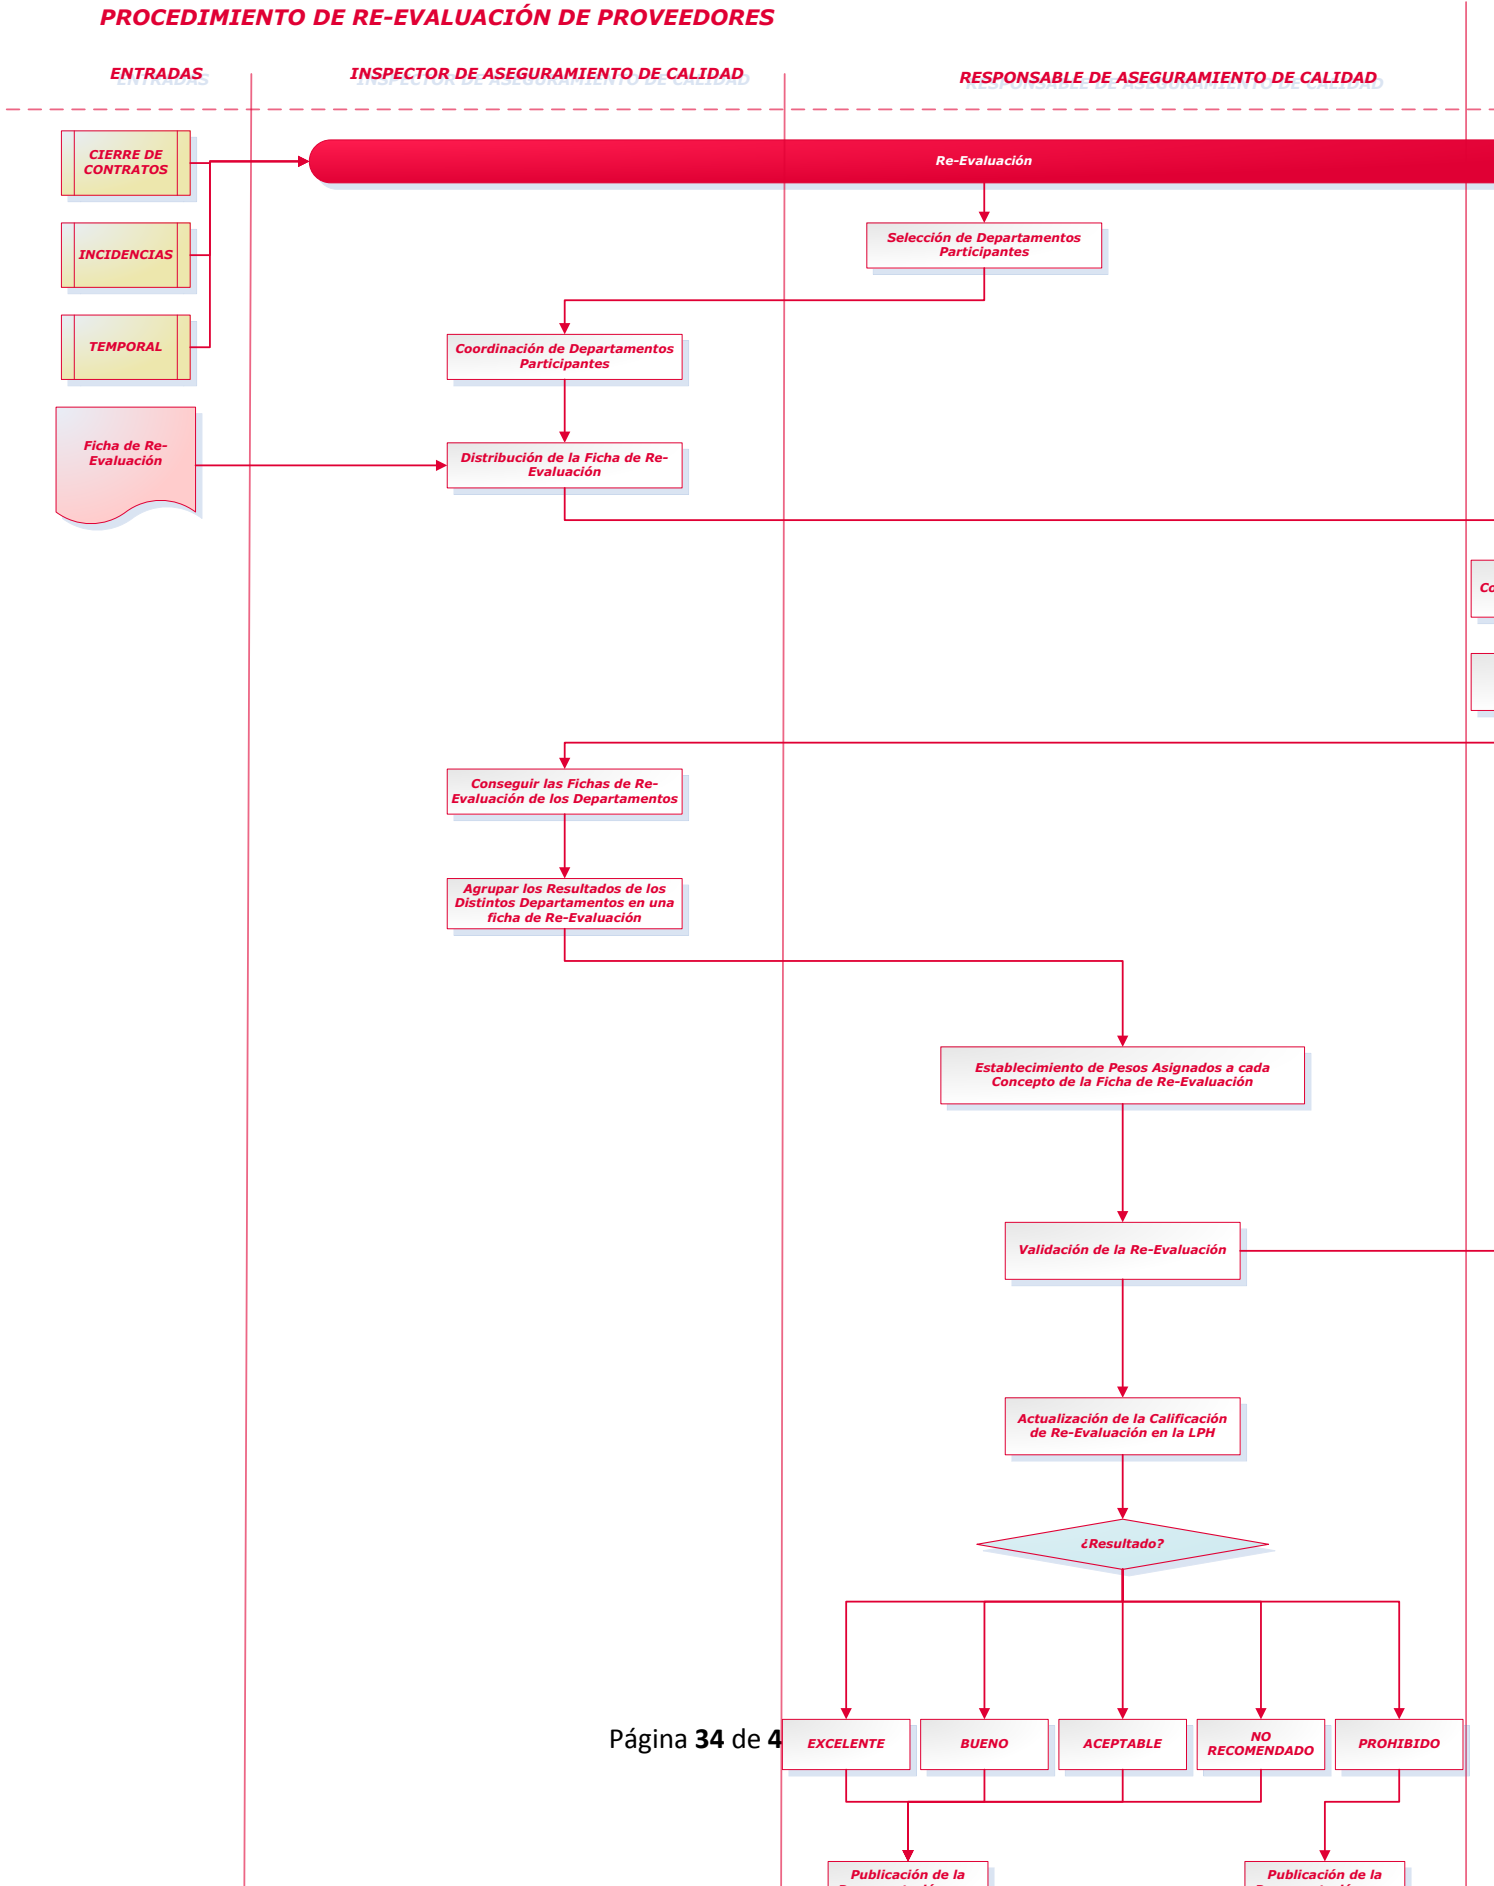 PROCEDIMIENTO DE RE-EVALUACIÓN DE PROVEEDORES
ENTRADAS
INSPECTOR DE ASEGURAMIENTO DE CALIDAD
RESPONSABLE DE ASEGURAMIENTO DE CALIDAD
CIERRE DE
CONTRATOS
Re-Evaluación
INCIDENCIAS
Selección de Departamentos
Participantes
TEMPORAL
Coordinación de Departamentos
Participantes
Ficha de Re-
Evaluación
Distribución de la Ficha de Re-
Evaluación
Co
Conseguir las Fichas de Re-
Evaluación de los Departamentos
Agrupar los Resultados de los
Distintos Departamentos en una
ficha de Re-Evaluación
Establecimiento de Pesos Asignados a cada
Concepto de la Ficha de Re-Evaluación
Validación de la Re-Evaluación
Actualización de la Calificación
de Re-Evaluación en la LPH
¿Resultado?
Página 34 de 4
EXCELENTE
BUENO
ACEPTABLE
NO
RECOMENDADO
PROHIBIDO
Publicación de la
Publicación de la